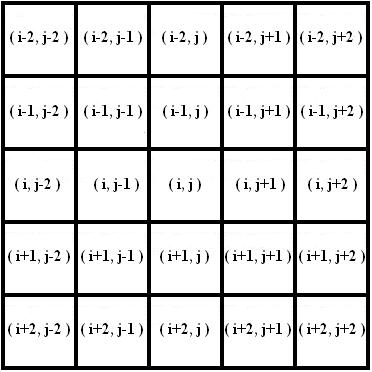 ( i-2, j-2 ) ( i-2, j-1 ) ( i-2, j ) ( i-2, j+1 ) ( i-2, j+2 )
( i-1, j-2 ) ( i-1, j-1 ) ( i-1, j ) ( i-1, j+1 ) ( i-1, j+2 )
( i, j-2 ) ( i, j-1 ) ( i, j ) ( i, j+1 ) ( i, j+2 )
( i+1, j-2 ) ( i+1, j-1 ) ( i+1, j ) ( i+1, j+1 ) ( i+1, j+2 )
( i+2, j-2 ) ( i+2, j-1 ) ( i+2, j ) ( i+2, j+1 ) ( i+2, j+2 )